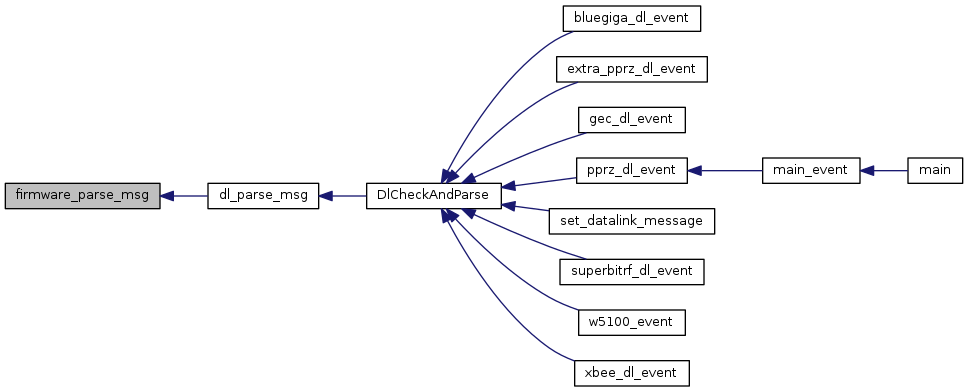 bluegiga_dl_event
extra_pprz_dl_event
gec_dl_event
pprz_dl_event
main_event
main
firmware_parse_msg
dl_parse_msg
DlCheckAndParse
set_datalink_message
superbitrf_dl_event
w5100_event
xbee_dl_event